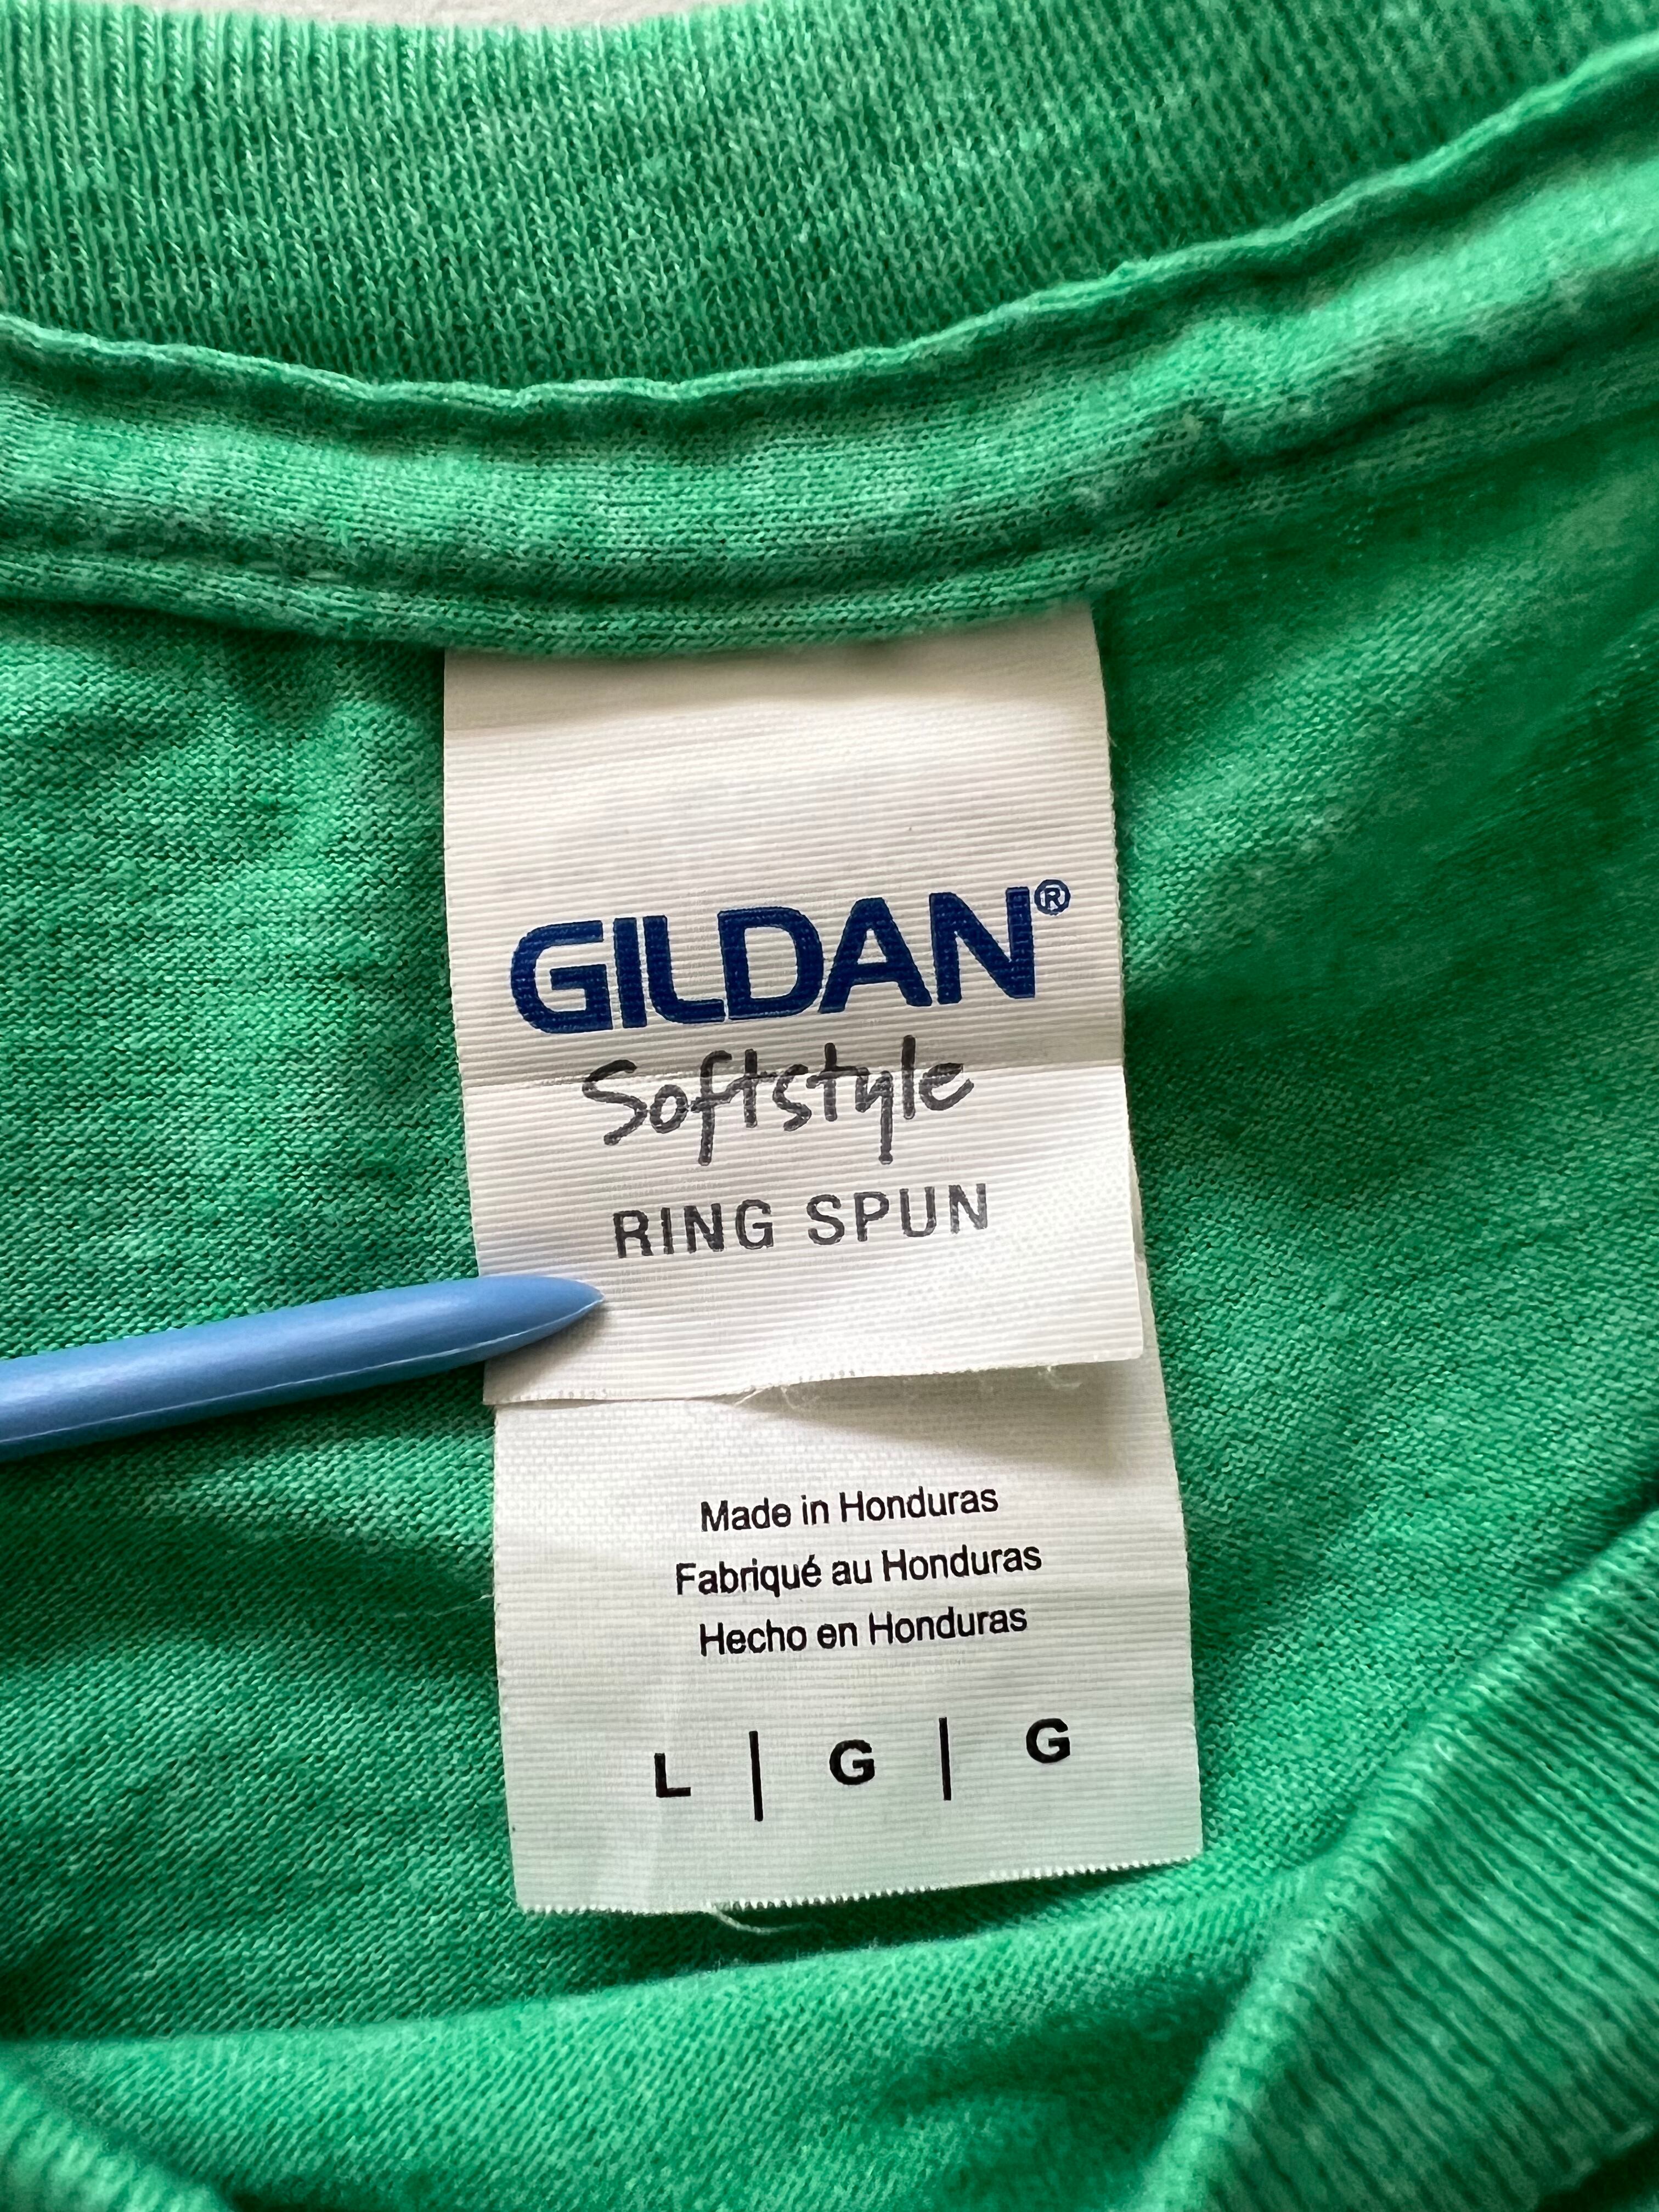 GILDAN®
Softstyle
RING SPUN
Made in Honduras
Fabriqué au Honduras
Hecho en Honduras
L | G | G